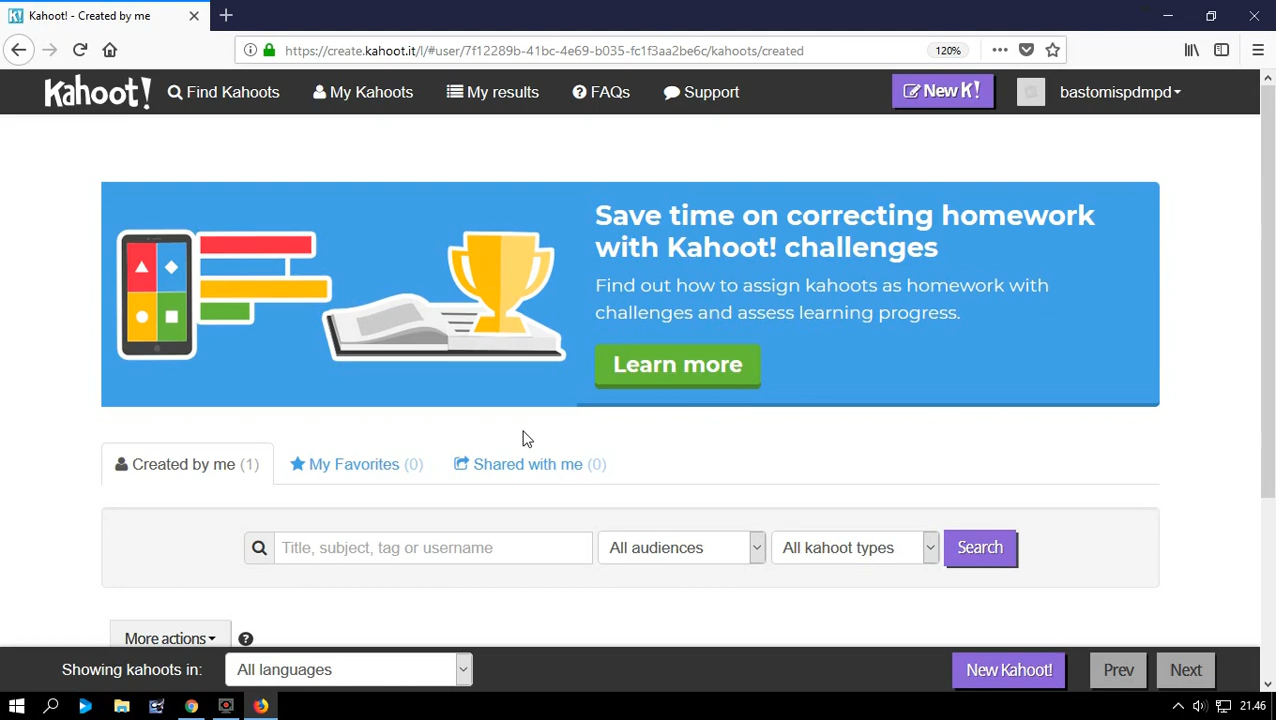 Kahoot! - Created by me
https://create.kahoot.it/l/#user/7f12289b-41bc-4e69-b035-fc1f3aa2be6c/kahoots/created
120%
Kahoot!
Find Kahoots
My Kahoots
My results
FAQs
Support
New K!
bastomispdmpd
Save time on correcting homework
with Kahoot! challenges
Find out how to assign kahoots as homework with
challenges and assess learning progress.
Learn more
Created by me (1)
My Favorites (0)
Shared with me (0)
Title, subject, tag or username
All audiences
All kahoot types
Search
More actions
Showing kahoots in:
All languages
New Kahoot!
Prev
Next
21.46